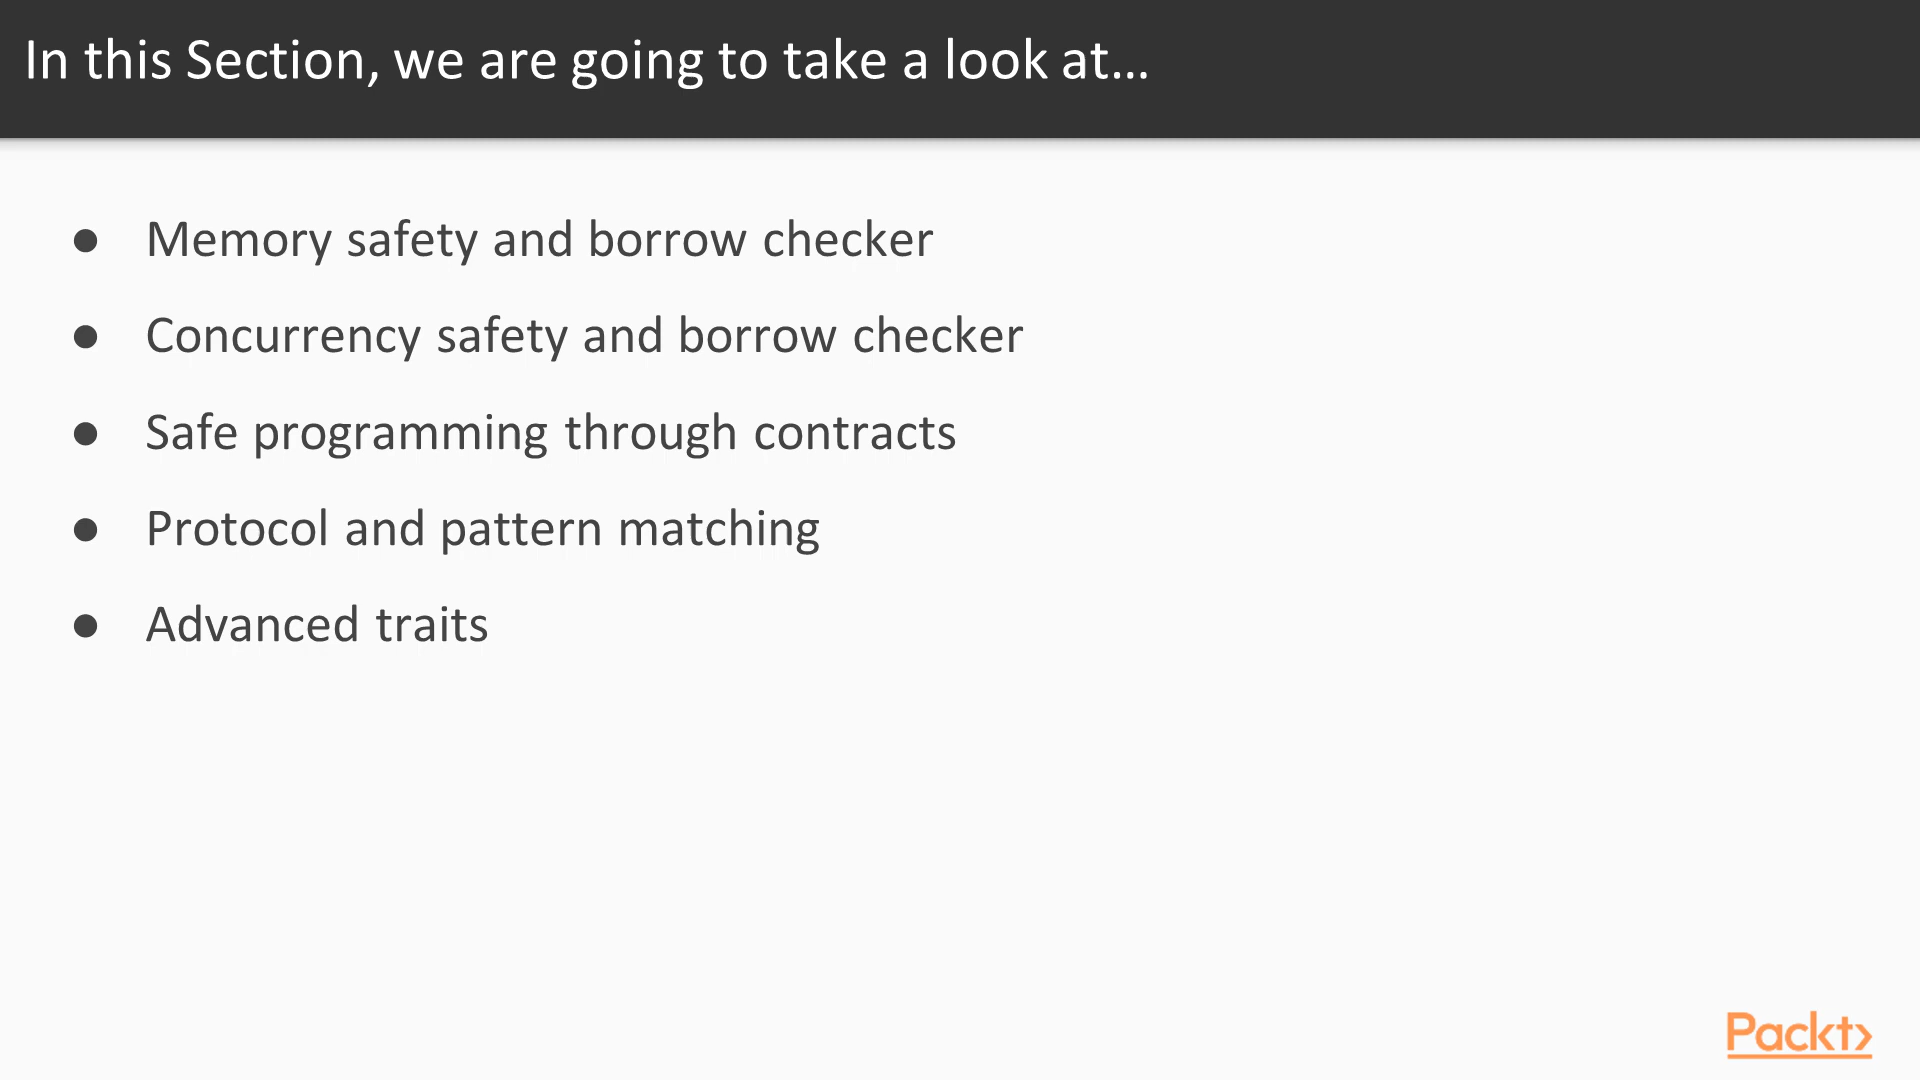 In this Section, we are going to take a look at...
● Memory safety and borrow checker
● Concurrency safety and borrow checker
● Safe programming through contracts
● Protocol and pattern matching
● Advanced traits
Packt>